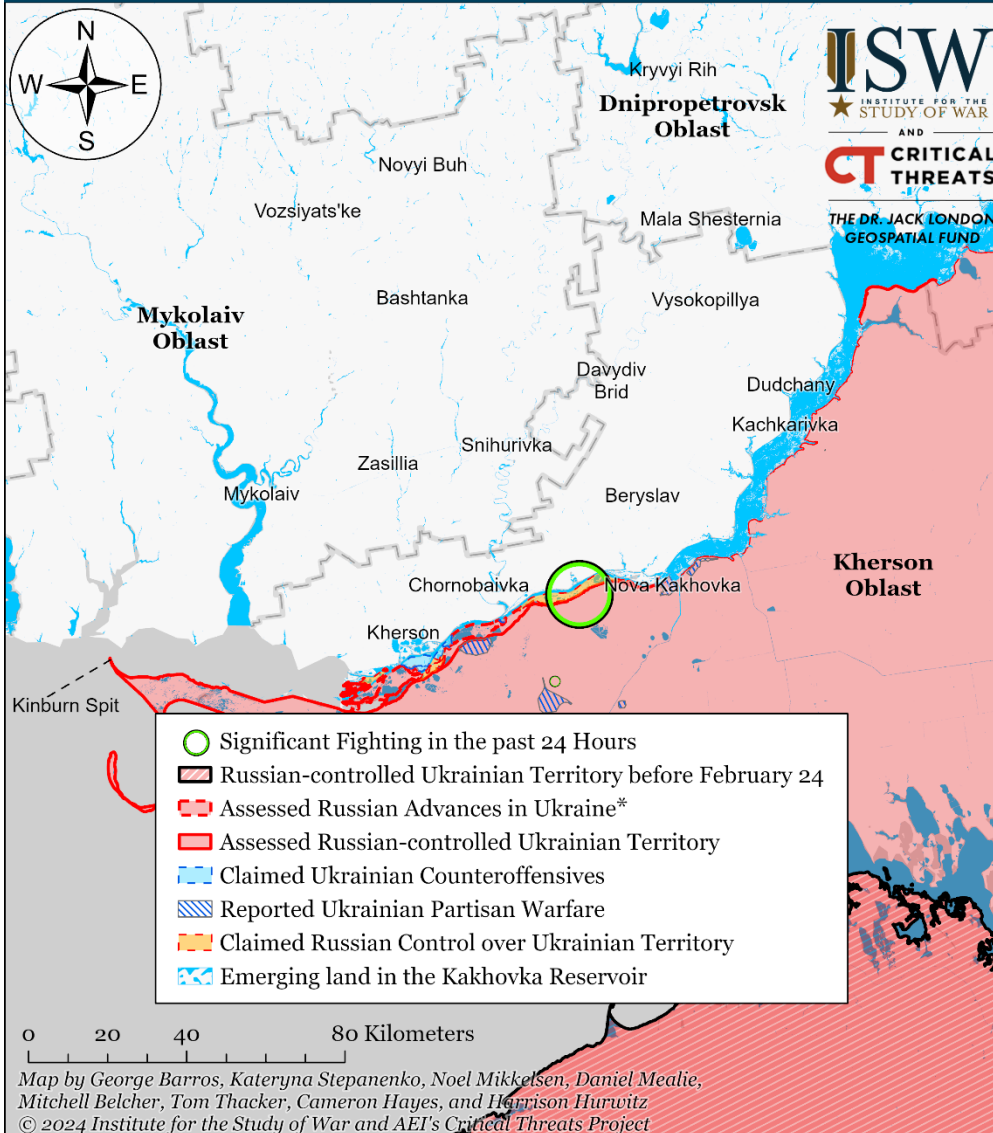 N
W
E
S
ISW
INSTITUTE FOR THE
STUDY OF WAR
AND
CT CRITICAL
THREATS
THE DR. JACK LONDON
GEOSPATIAL FUND
Kryvyi Rih
Dnipropetrovsk
Oblast
Novyi Buh
Vozsiyats'ke
Mala Shesternia
Bashtanka
Vysokopillya
Mykolaiv
Oblast
Davydiv
Brid
Dudchany
Kachkarivka
Snihurivka
Zasillia
Mykolaiv
Beryslav
Kherson
Oblast
Chornobaivka
Nova Kakhovka
Kherson
Kinburn Spit
Significant Fighting in the past 24 Hours
Russian-controlled Ukrainian Territory before February 24
Assessed Russian Advances in Ukraine*
Assessed Russian-controlled Ukrainian Territory
Claimed Ukrainian Counteroffensives
Reported Ukrainian Partisan Warfare
Claimed Russian Control over Ukrainian Territory
Emerging land in the Kakhovka Reservoir
0 20 40 80 Kilometers
Map by George Barros, Kateryna Stepanenko, Noel Mikkelsen, Daniel Mealie,
Mitchell Belcher, Tom Thacker, Cameron Hayes, and Harrison Hurwitz
© 2024 Institute for the Study of War and AEI's Critical Threats Project